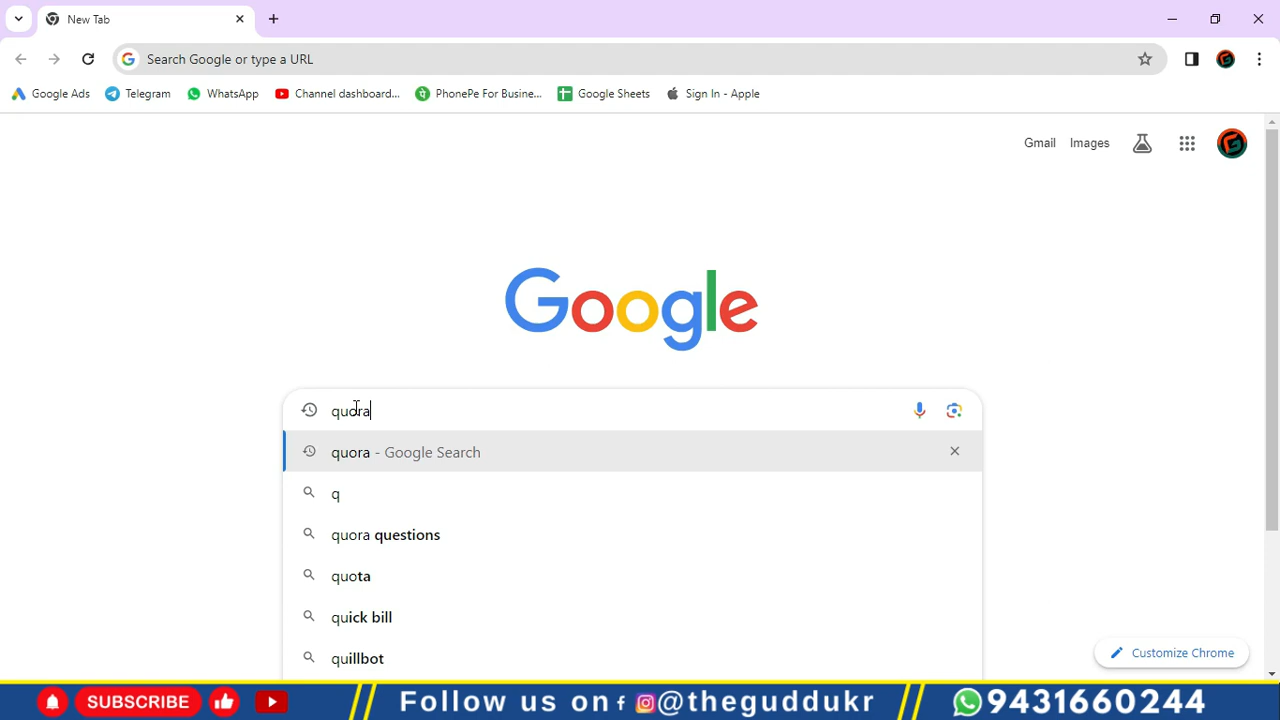 New Tab
Search Google or type a URL
Google Ads Telegram WhatsApp Channel dashboard... PhonePe For Busine... Google Sheets Sign In - Apple
Gmail Images
Google
quora
quora - Google Search
q
quora questions
quota
quick bill
quillbot
Customize Chrome
SUBSCRIBE Follow us on @theguddukr 9431660244